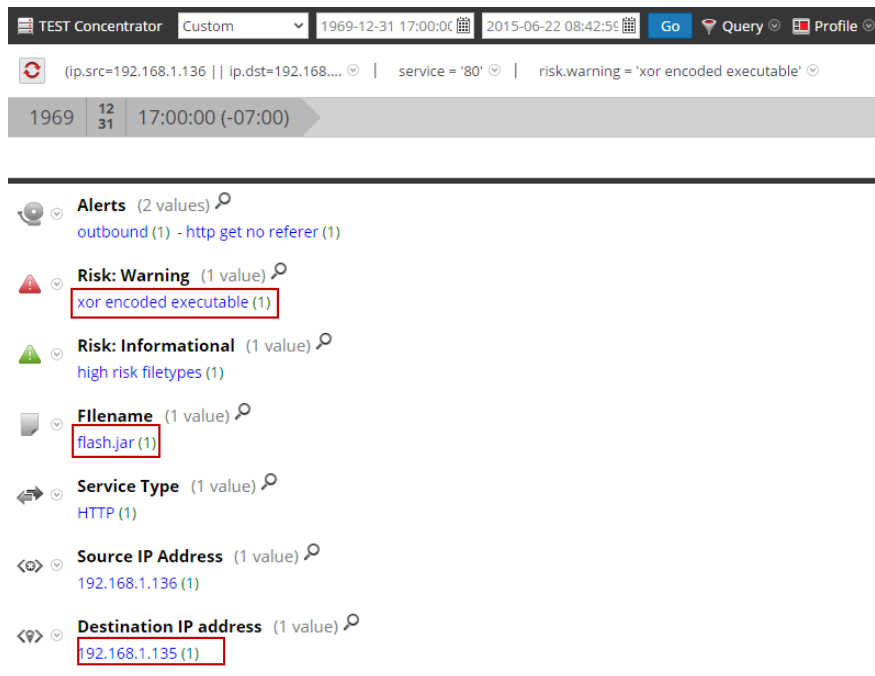 TEST Concentrator Custom 1969-12-31 17:00:00 2015-06-22 08:42:59 Go Query Profile
(ip.src=192.168.1.136 || ip.dst=192.168.... | service = '80' | risk.warning = 'xor encoded executable'
1969 12 31 17:00:00 (-07:00)
Alerts (2 values)
outbound (1) - http get no referer (1)
Risk: Warning (1 value)
xor encoded executable (1)
Risk: Informational (1 value)
high risk filetypes (1)
FIlename (1 value)
flash.jar (1)
Service Type (1 value)
HTTP (1)
Source IP Address (1 value)
192.168.1.136 (1)
Destination IP address (1 value)
192.168.1.135 (1)